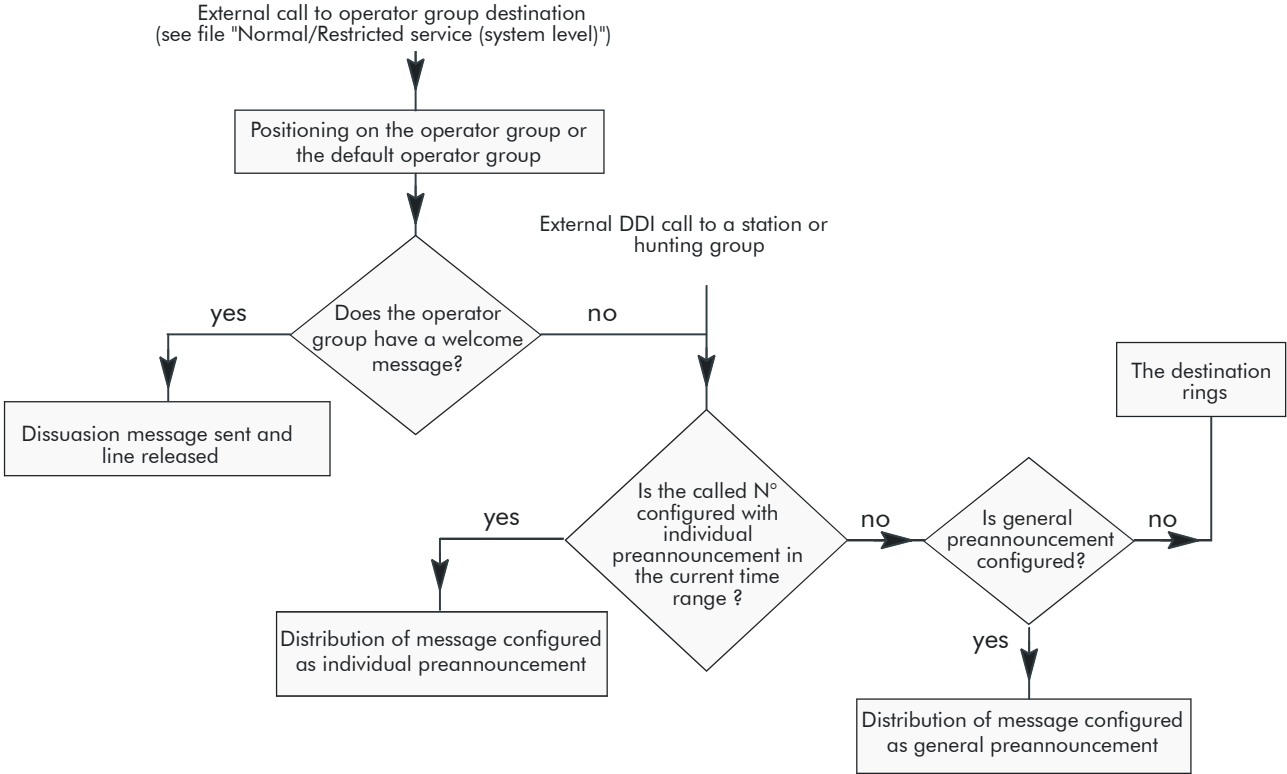 External call to operator group destination
(see file "Normal/Restricted service (system level)")
Positioning on the operator group or
the default operator group
External DDI call to a station or
hunting group
yes
Does the operator
group have a welcome
message?
no
Dissuasion message sent and
line released
The destination
rings
yes
Is the called N°
configured with
individual
preannouncement in
the current time
range ?
no
Is general
preannouncement
configured?
no
Distribution of message configured
as individual preannouncement
yes
Distribution of message configured
as general preannouncement